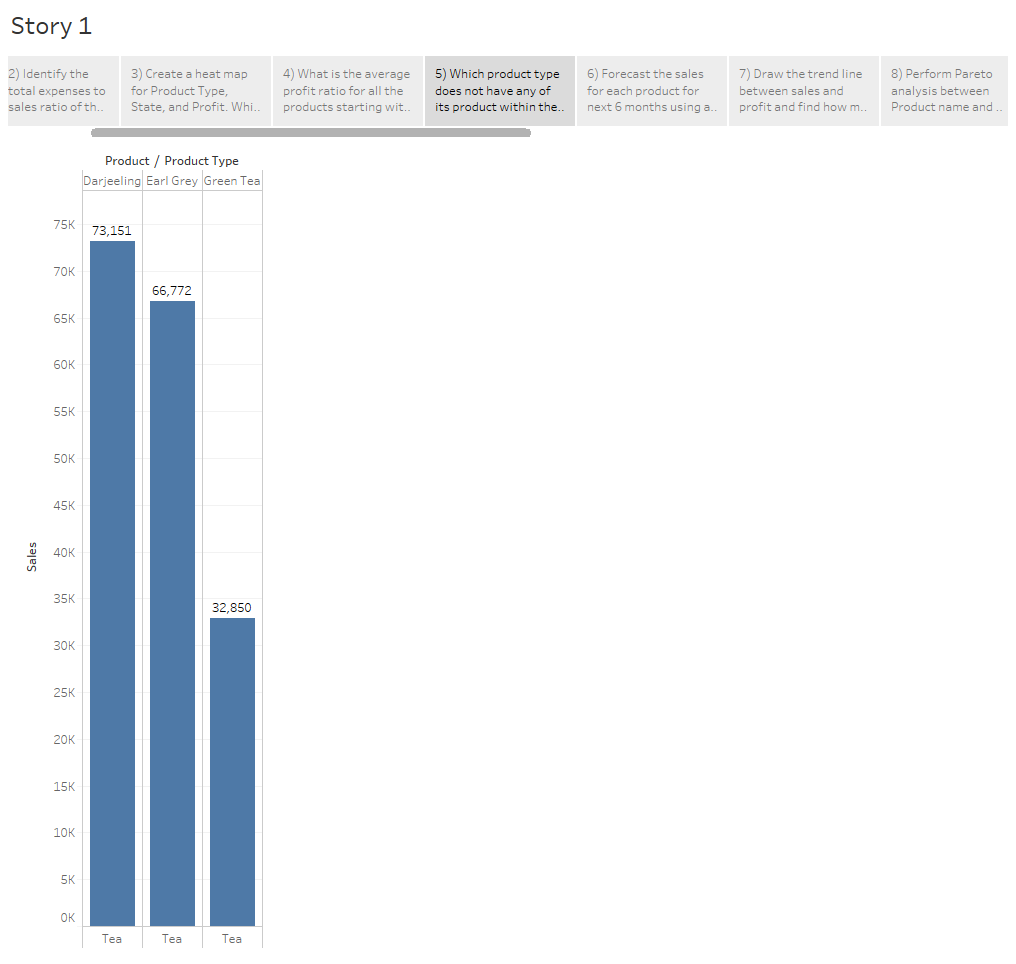 Story 1
2) Identify the
total expenses to
sales ratio of th..
3) Create a heat map
for Product Type,
State, and Profit. Whi..
4) What is the average
profit ratio for all the
products starting wit..
5) Which product type
does not have any of
its product within the..
6) Forecast the sales
for each product for
next 6 months using a..
7) Draw the trend line
between sales and
profit and find how m..
8) Perform Pareto
analysis between
Product name and ..
Product / Product Type
Darjeeling Earl Grey Green Tea
75K
73,151
70K
66,772
65K
60K
55K
50K
45K
40K
Sales
35K
32,850
30K
25K
20K
15K
10K
5K
0K
Tea Tea Tea